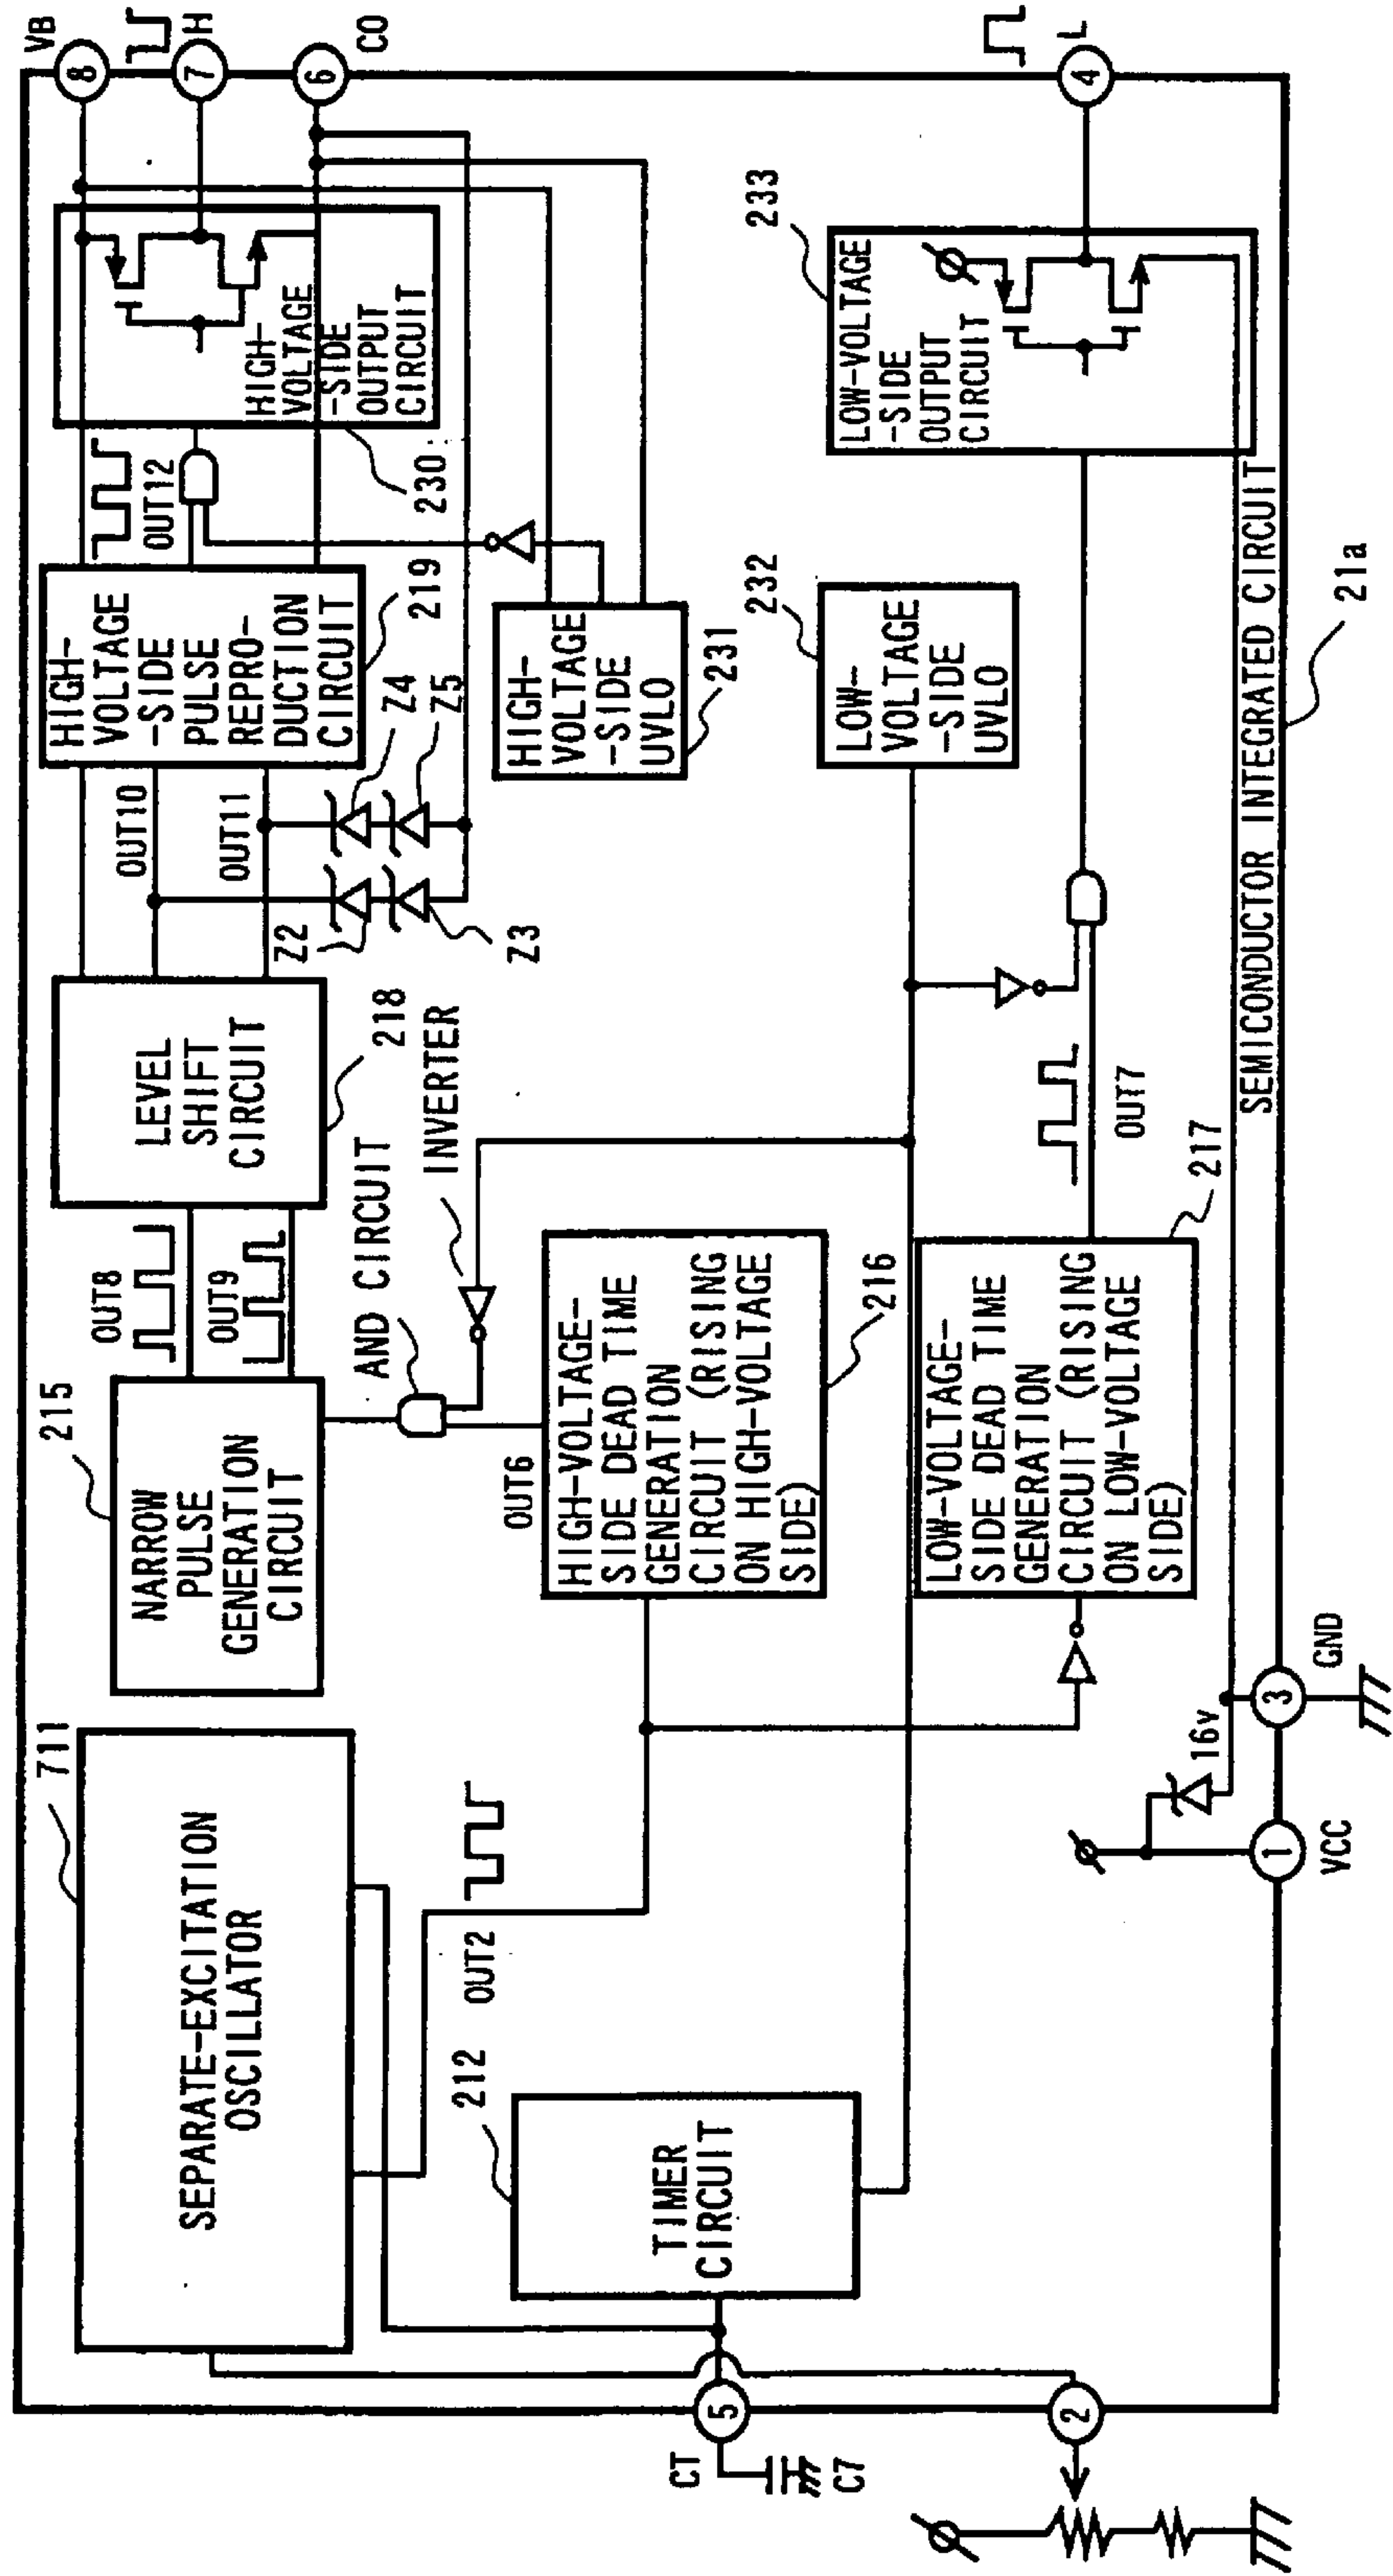 711
SEPARATE-EXCITATION
OSCILLATOR
215
NARROW
PULSE
GENERATION
CIRCUIT
OUT8
OUT9
LEVEL
SHIFT
CIRCUIT
218
OUT10
OUT11
HIGH-
VOLTAGE
-SIDE
PULSE
REPRO-
DUCTION
CIRCUIT
219
OUT12
HIGH-
VOLTAGE
-SIDE
OUTPUT
CIRCUIT
230
8
VB
7
H
6
CO
Z2
Z3
Z4
Z5
AND CIRCUIT
INVERTER
OUT2
OUT6
HIGH-VOLTAGE-
SIDE DEAD TIME
GENERATION
CIRCUIT (RISING
ON HIGH-VOLTAGE
SIDE)
216
HIGH-
VOLTAGE
-SIDE
UVLO
231
212
TIMER
CIRCUIT
5
CT
C7
2
LOW-VOLTAGE-
SIDE DEAD TIME
GENERATION
CIRCUIT (RISING
ON LOW-VOLTAGE
SIDE)
217
OUT7
232
LOW-
VOLTAGE
-SIDE
UVLO
233
LOW-VOLTAGE
-SIDE
OUTPUT
CIRCUIT
4
L
16v
1
VCC
3
GND
SEMICONDUCTOR INTEGRATED CIRCUIT
21a